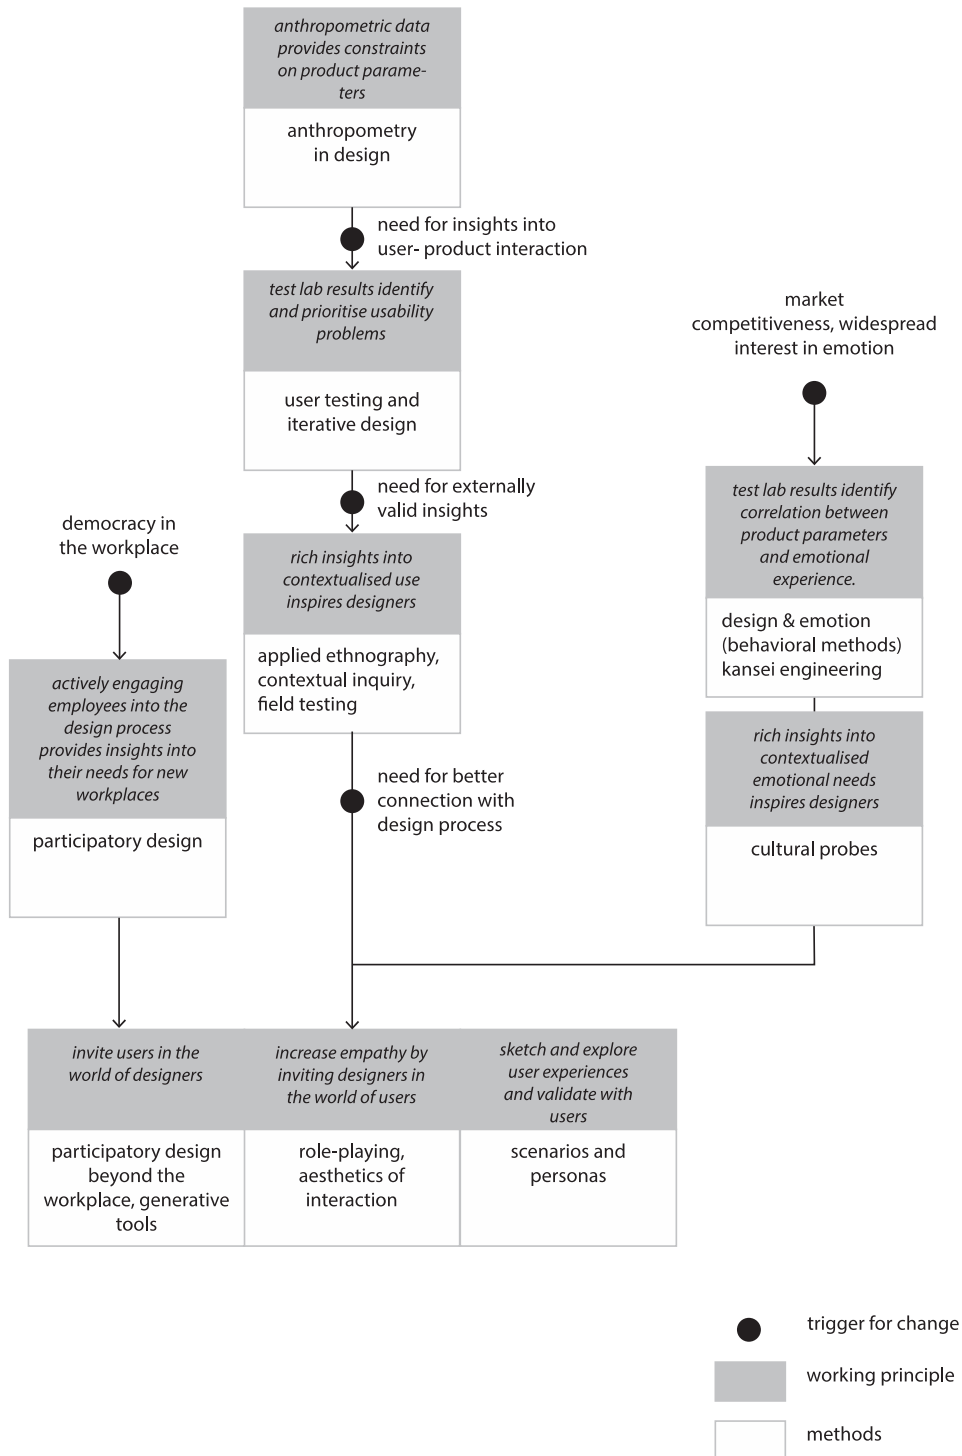 anthropometric data
provides constraints
on product parame-
ters
anthropometry
in design
need for insights into
user- product interaction
test lab results identify
and prioritise usability
problems
user testing and
iterative design
need for externally
valid insights
rich insights into
contextualised use
inspires designers
applied ethnography,
contextual inquiry,
field testing
need for better
connection with
design process
democracy in
the workplace
actively engaging
employees into the
design process
provides insights into
their needs for new
workplaces
participatory design
market
competitiveness, widespread
interest in emotion
test lab results identify
correlation between
product parameters
and emotional
experience.
design & emotion
(behavioral methods)
kansei engineering
rich insights into
contextualised
emotional needs
inspires designers
cultural probes
invite users in the
world of designers
participatory design
beyond the
workplace, generative
tools
increase empathy by
inviting designers in
the world of users
role-playing,
aesthetics of
interaction
sketch and explore
user experiences
and validate with
users
scenarios and
personas
trigger for change
working principle
methods